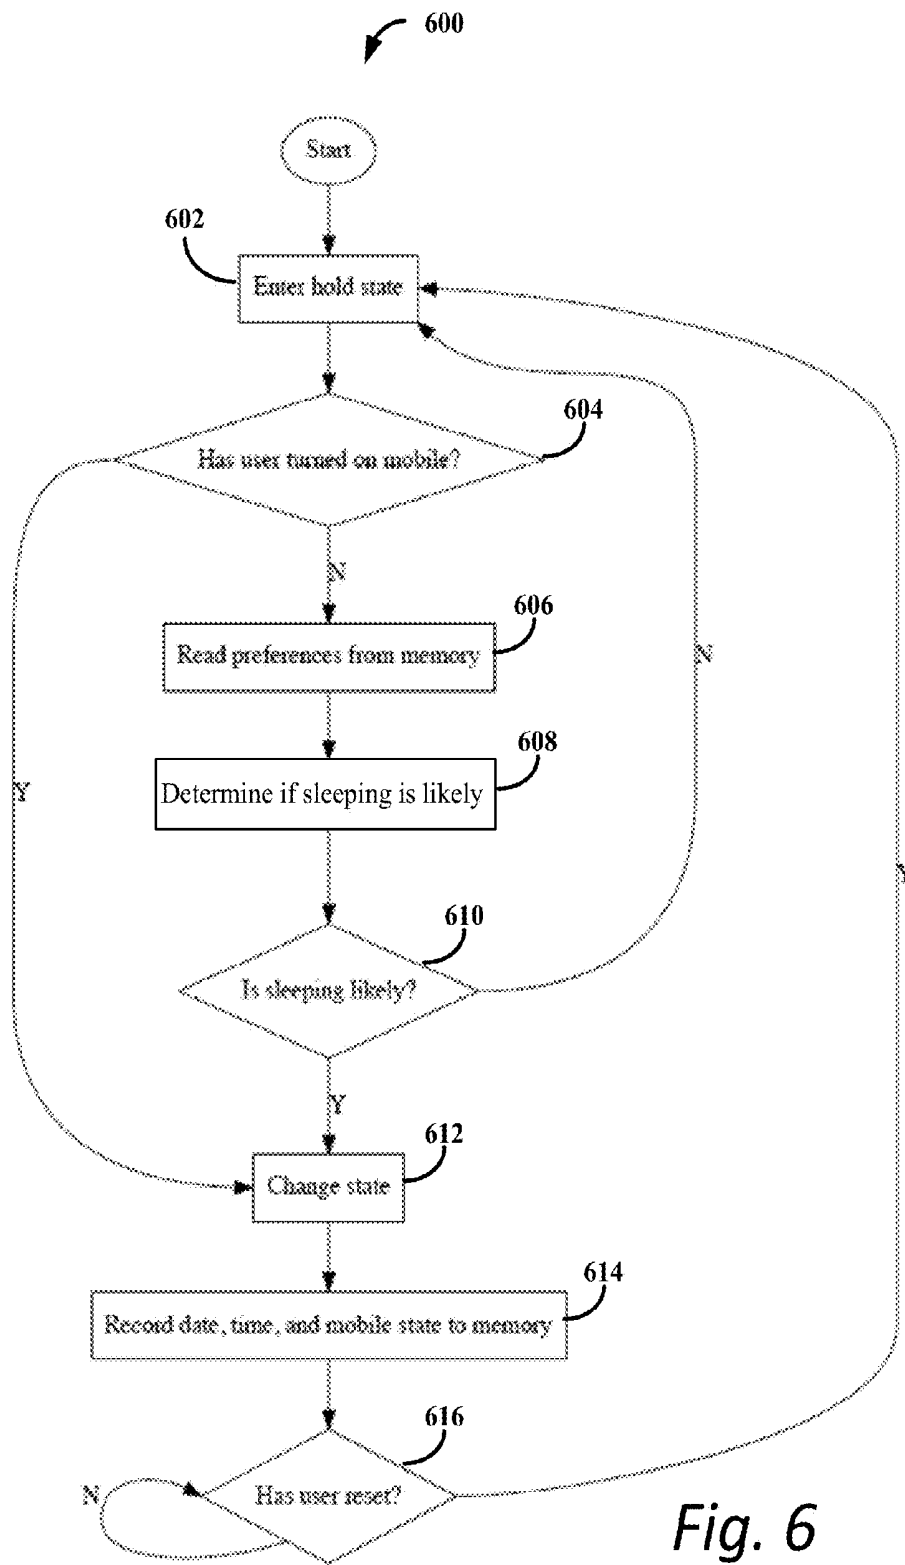 600
Start
602
Enter hold state
604
Has user turned on mobile?
N
606
Read preferences from memory
N
608
Determine if sleeping is likely
Y
Y
610
Is sleeping likely?
Y
612
Change state
614
Record date, time, and mobile state to memory
616
N
Has user reset?
Fig. 6